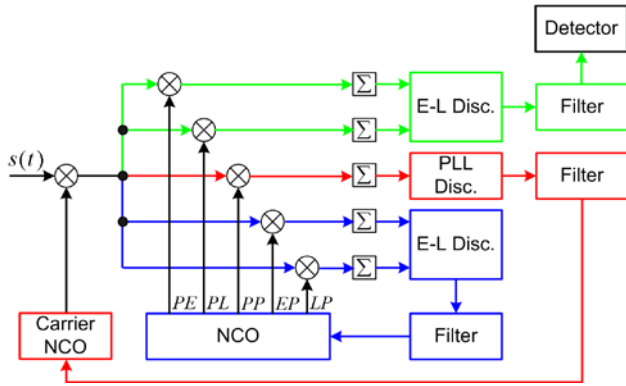 Detector
E-L Disc.
Filter
s(t)
Σ
Σ
Σ
Σ
Σ
PLL
Disc.
Filter
E-L Disc.
PE PL PP EP LP
Carrier
NCO
NCO
Filter